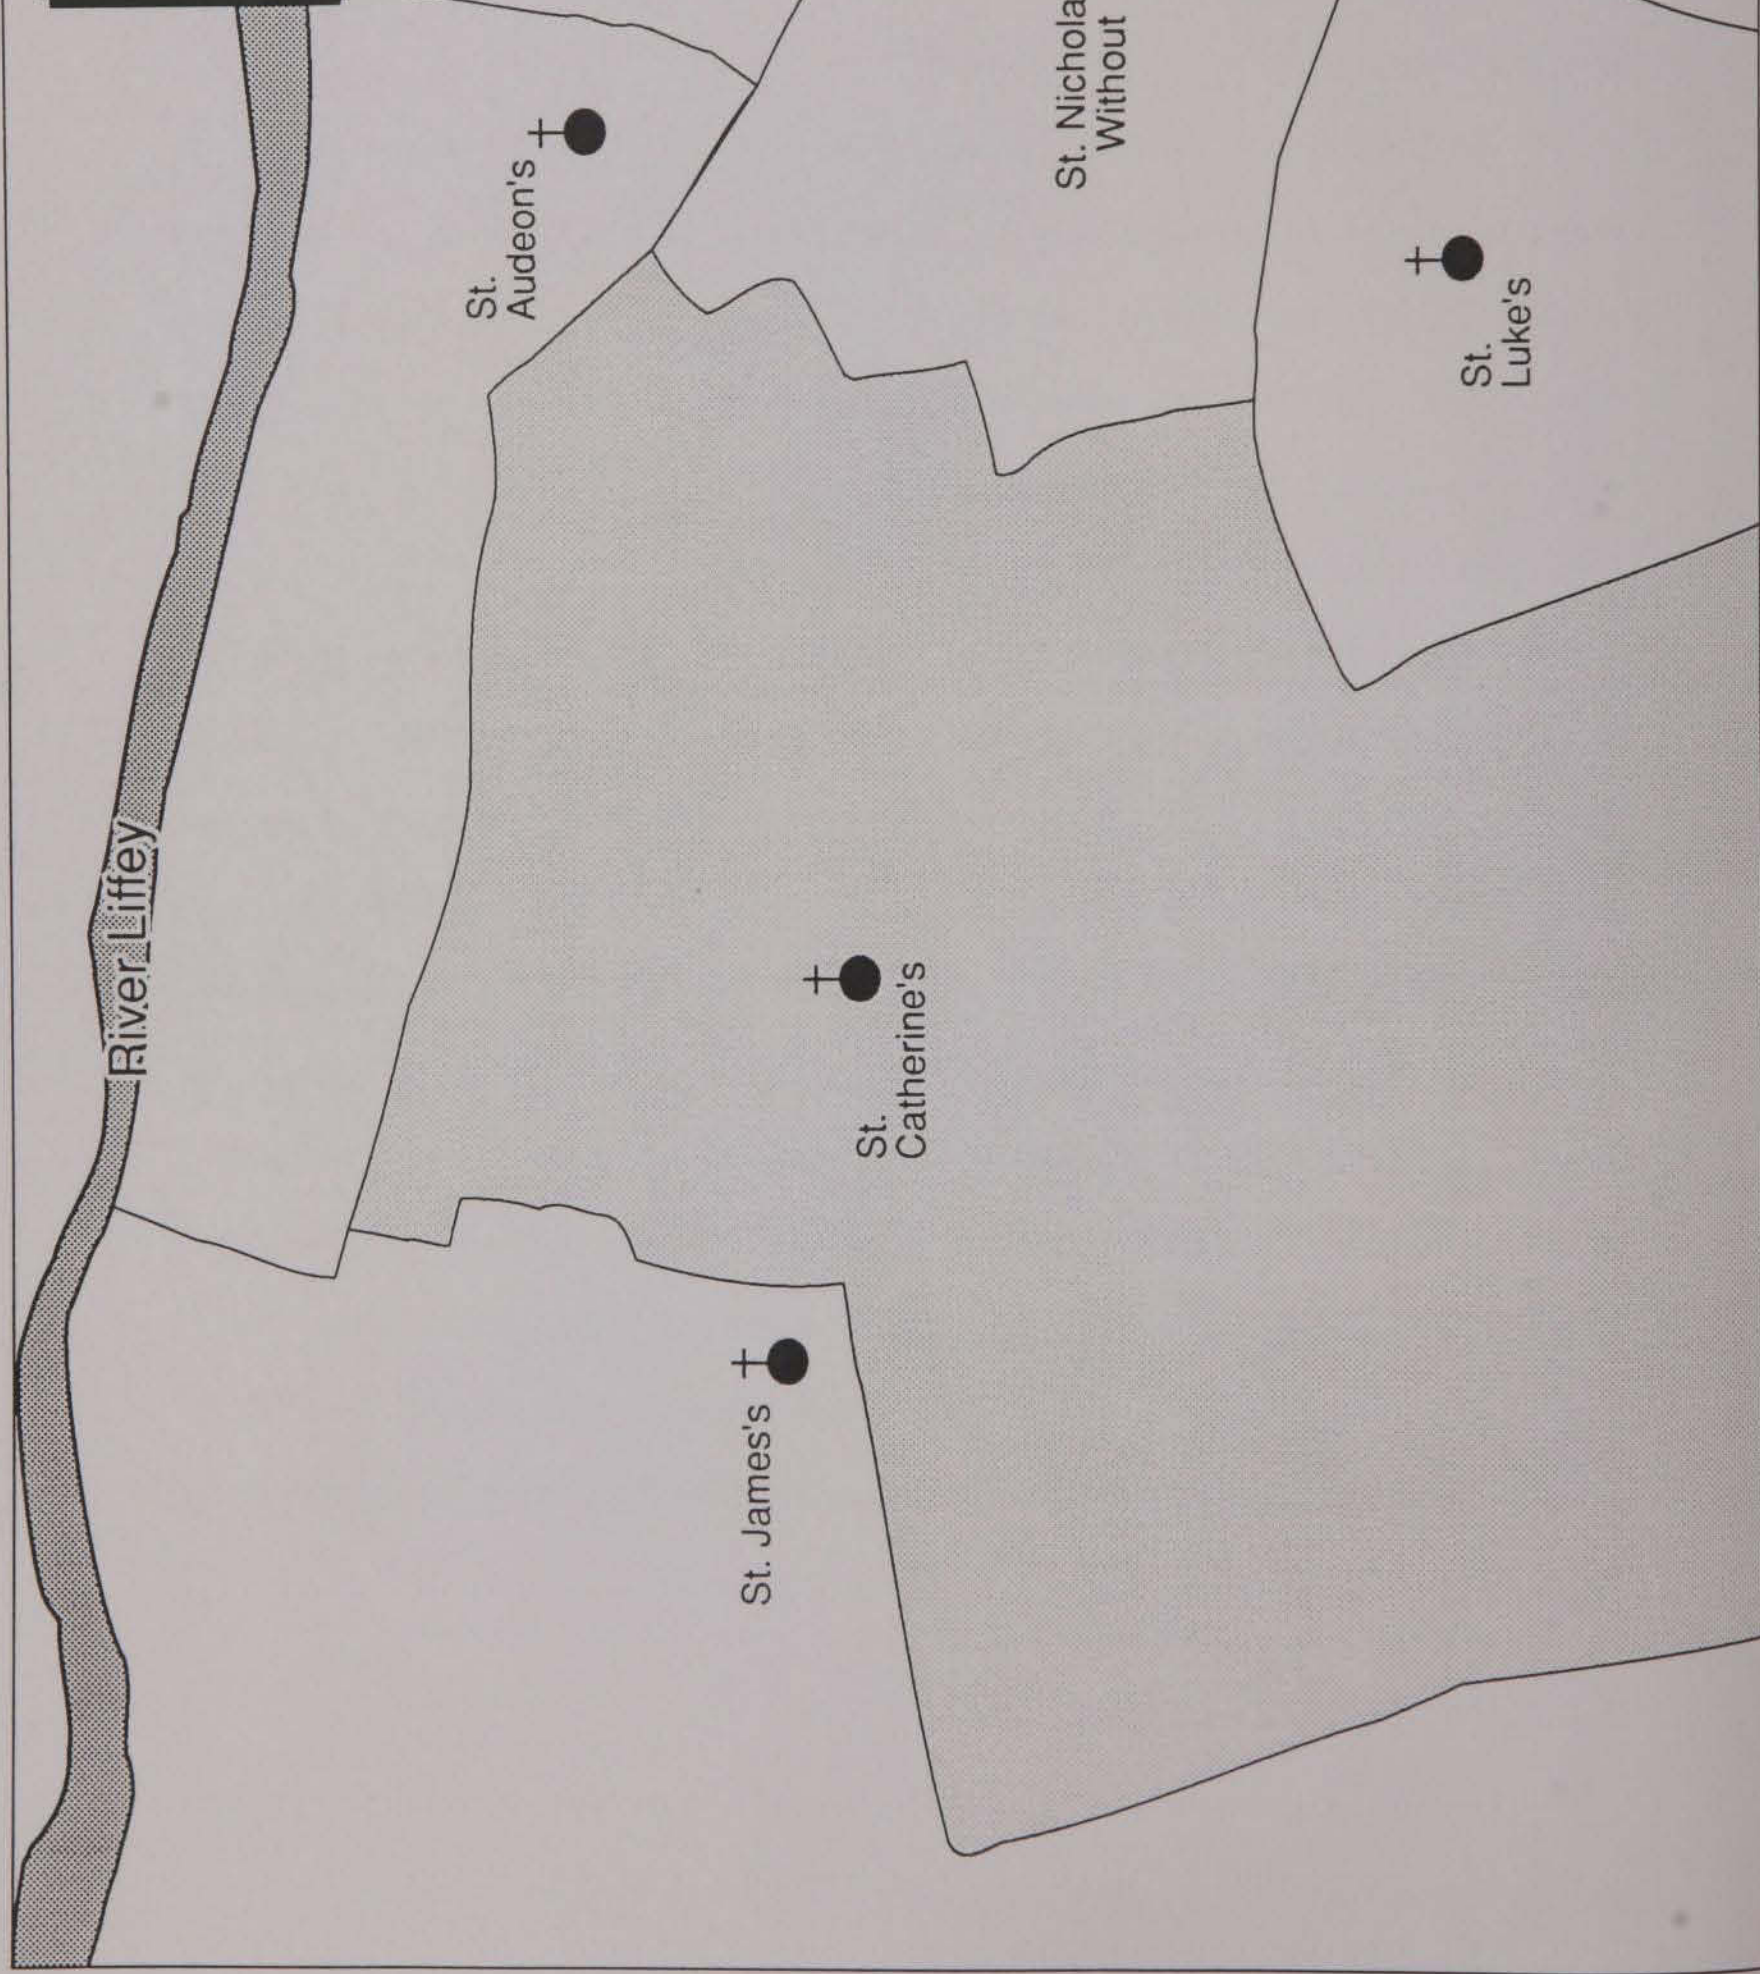 River Liffey
St.
Audeon's
St. Nichola
Without
St.
Luke's
St.
Catherine's
St. James's